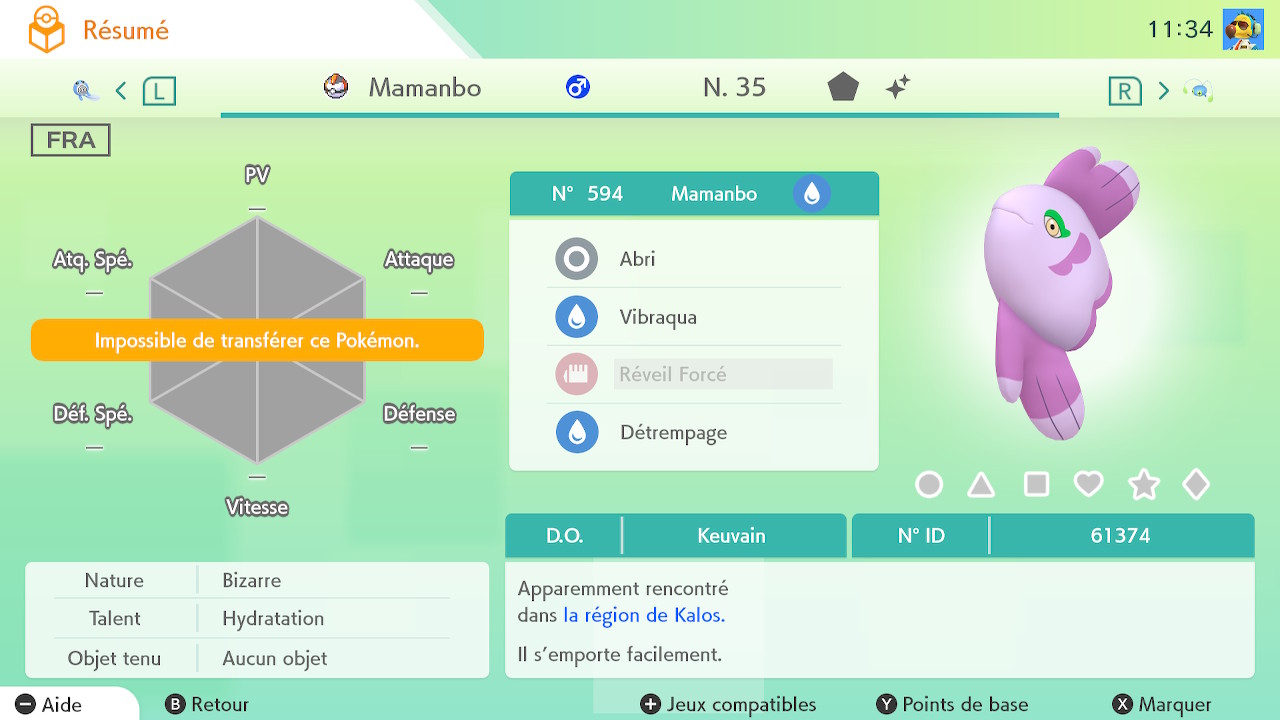 Résumé
11:34
L
Mamanbo
N. 35
R
FRA
PV
—
Atq. Spé.
—
Attaque
—
Impossible de transférer ce Pokémon.
Déf. Spé.
—
Défense
—
—
Vitesse
N° 594 Mamanbo
Abri
Vibraqua
Réveil Forcé
Détrempage
D.O. Keuvain
N° ID 61374
Nature Bizarre
Talent Hydratation
Objet tenu Aucun objet
Apparemment rencontré
dans la région de Kalos.
Il s'emporte facilement.
Aide
B Retour
Jeux compatibles
Y Points de base
X Marquer